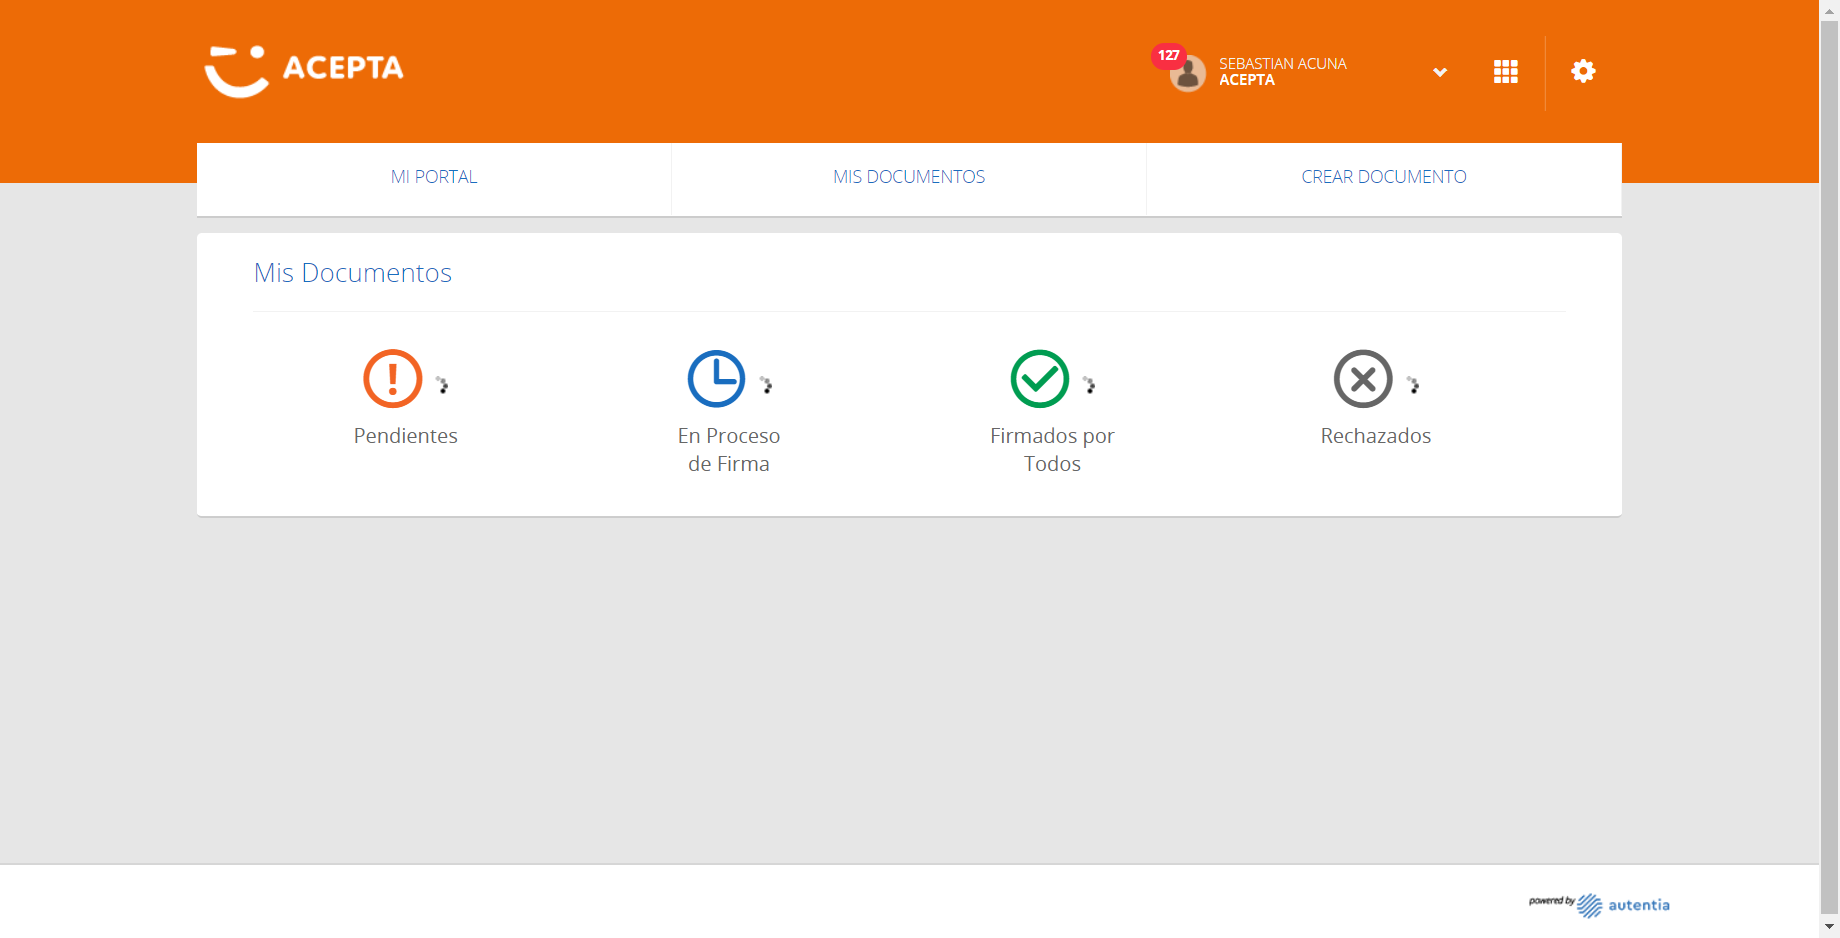 ACEPTA
127
SEBASTIAN ACUNA
ACEPTA
MI PORTAL
MIS DOCUMENTOS
CREAR DOCUMENTO
Mis Documentos
Pendientes
En Proceso
de Firma
Firmados por
Todos
Rechazados
powered by
autentia